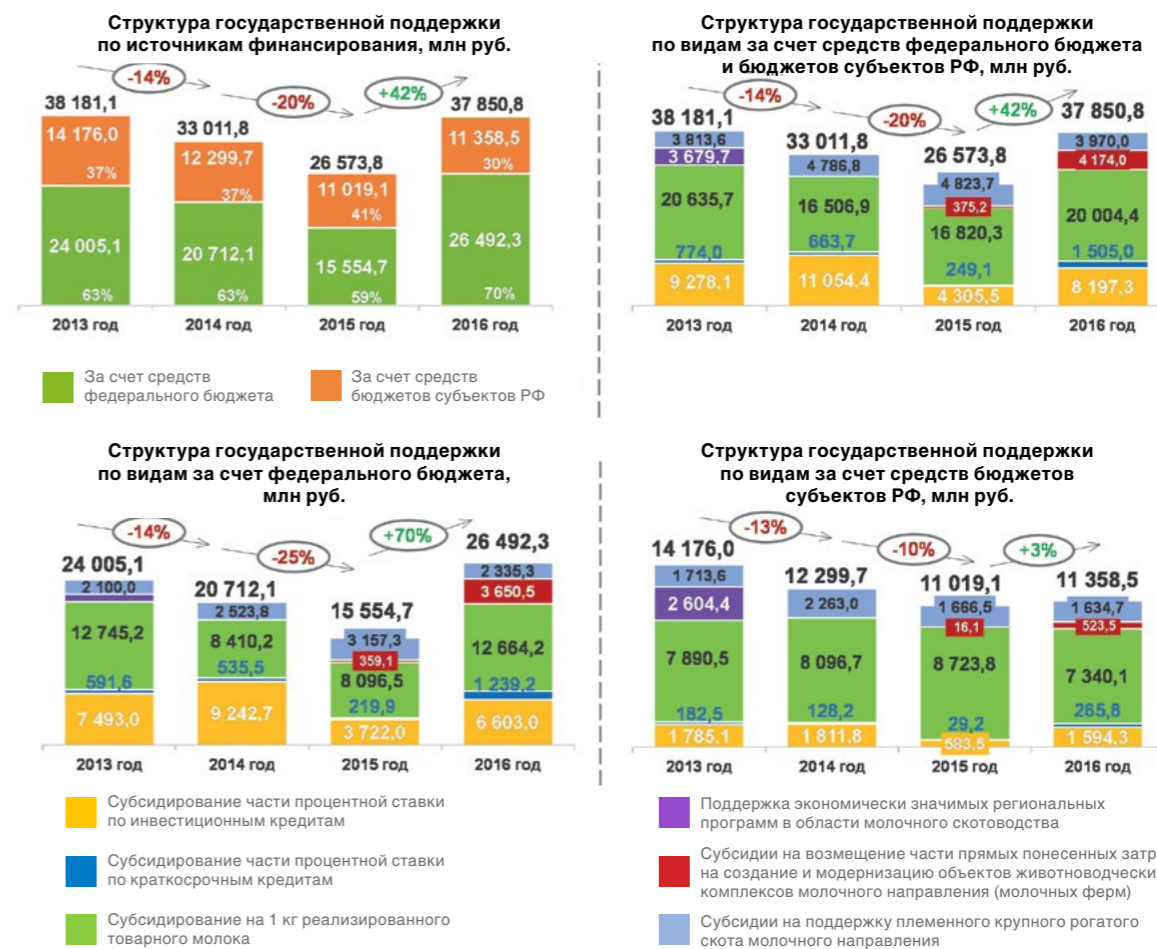 Структура государственной поддержки
по источникам финансирования, млн руб.
-14%
-20%
+42%
38 181,1
33 011,8
26 573,8
37 850,8
14 176,0
37%
12 299,7
37%
11 019,1
41%
11 358,5
30%
24 005,1
63%
20 712,1
63%
15 554,7
59%
26 492,3
70%
2013 год
2014 год
2015 год
2016 год
За счет средств
федерального бюджета
За счет средств
бюджетов субъектов РФ
Структура государственной поддержки
по видам за счет средств федерального бюджета
и бюджетов субъектов РФ, млн руб.
-14%
-20%
+42%
38 181,1
33 011,8
26 573,8
37 850,8
3 813,6
3 679,7
20 635,7
774,0
9 278,1
4 786,8
16 506,9
663,7
11 054,4
4 823,7
375,2
16 820,3
249,1
4 305,5
3 970,0
4 174,0
20 004,4
1 505,0
8 197,3
2013 год
2014 год
2015 год
2016 год
Структура государственной поддержки
по видам за счет федерального бюджета,
млн руб.
-14%
-25%
+70%
24 005,1
20 712,1
15 554,7
26 492,3
2 100,0
12 745,2
591,6
7 493,0
2 523,8
8 410,2
535,5
9 242,7
3 157,3
359,1
8 096,5
219,9
3 722,0
2 335,3
3 650,5
12 664,2
1 239,2
6 603,0
2013 год
2014 год
2015 год
2016 год
Субсидирование части процентной ставки
по инвестиционным кредитам
Субсидирование части процентной ставки
по краткосрочным кредитам
Субсидирование на 1 кг реализированного
товарного молока
Структура государственной поддержки
по видам за счет средств бюджетов
субъектов РФ, млн руб.
-13%
-10%
+3%
14 176,0
12 299,7
11 019,1
11 358,5
1 713,6
2 604,4
7 890,5
182,5
1 785,1
2 263,0
8 096,7
128,2
1 811,8
1 666,5
16,1
8 723,8
29,2
583,5
1 634,7
523,5
7 340,1
265,8
1 594,3
2013 год
2014 год
2015 год
2016 год
Поддержка экономически значимых региональных
программ в области молочного скотоводства
Субсидии на возмещение части прямых понесенных затр
на создание и модернизацию объектов животноводчески
комплексов молочного направления (молочных ферм)
Субсидии на поддержку племенного крупного рогатого
скота молочного направления